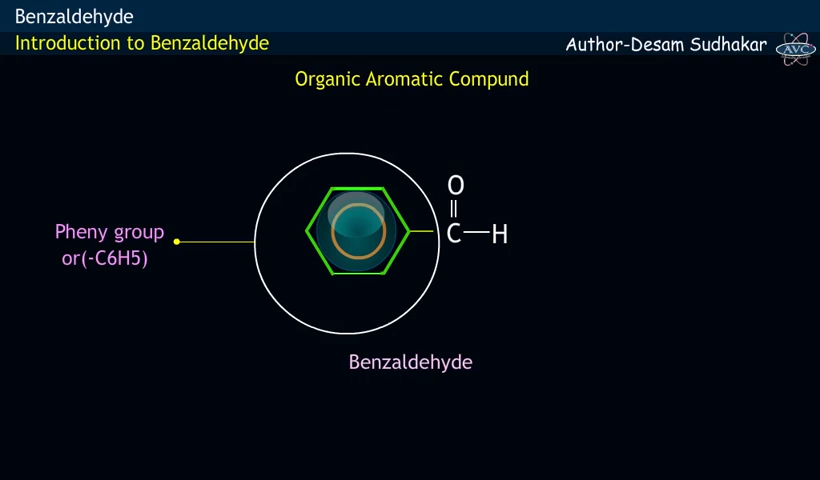 Benzaldehyde
Introduction to Benzaldehyde
Author-Desam Sudhakar
AVC
Organic Aromatic Compund
O
C
H
Pheny group
or(-C6H5)
Benzaldehyde